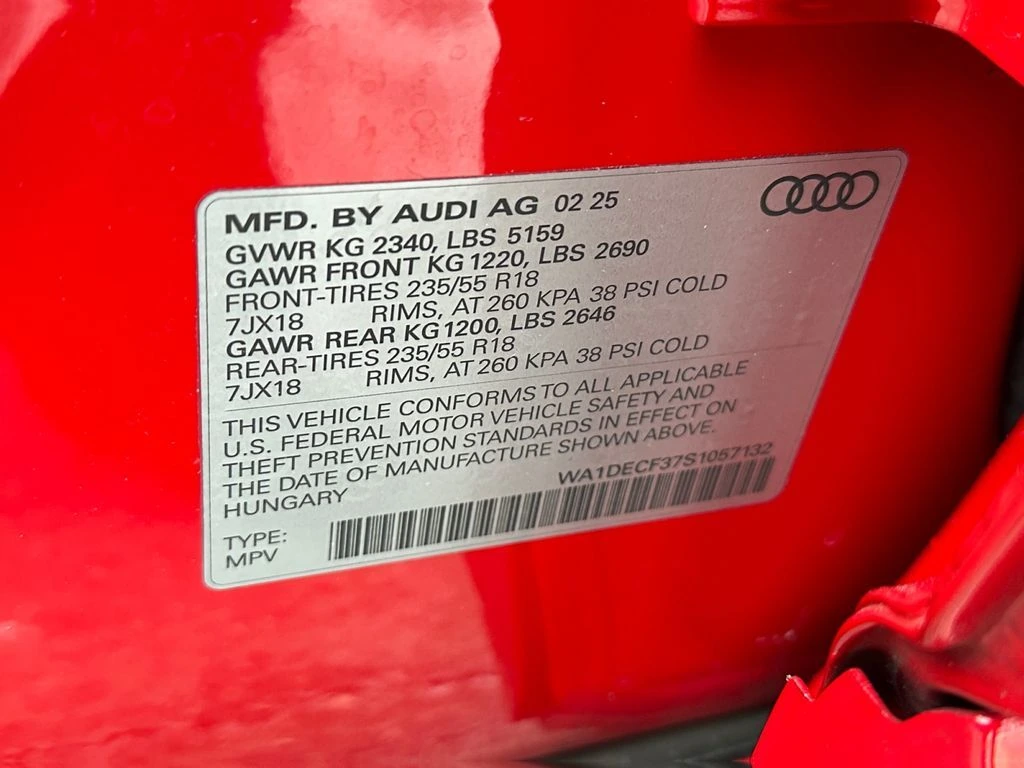 MFD. BY AUDI AG 02 25
GVWR KG 2340, LBS 5159
GAWR FRONT KG 1220, LBS 2690
FRONT-TIRES 235/55 R18
7JX18 RIMS, AT 260 KPA 38 PSI COLD
GAWR REAR KG 1200, LBS 2646
REAR-TIRES 235/55 R18
7JX18 RIMS, AT 260 KPA 38 PSI COLD
THIS VEHICLE CONFORMS TO ALL APPLICABLE
U.S. FEDERAL MOTOR VEHICLE SAFETY AND
THEFT PREVENTION STANDARDS IN EFFECT ON
THE DATE OF MANUFACTURE SHOWN ABOVE.
HUNGARY WA1DECF37S1057132
TYPE:
MPV